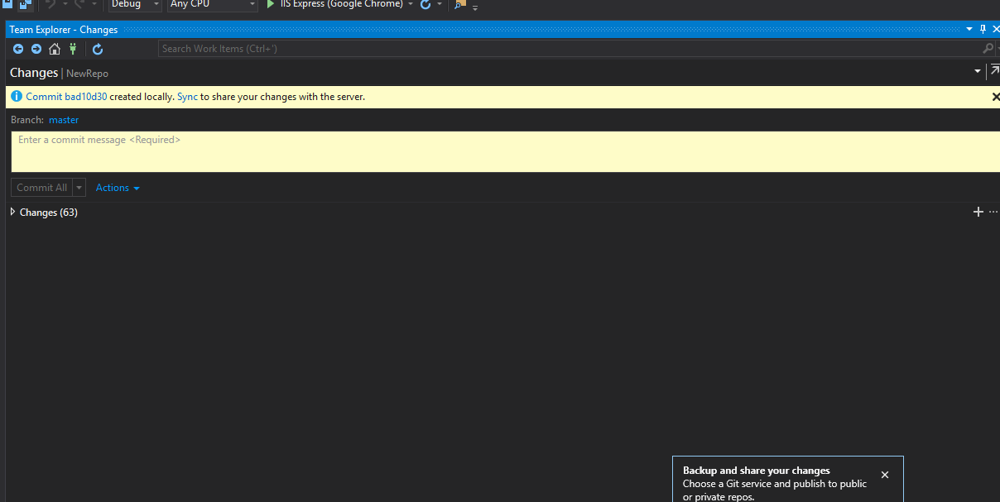 Debug Any CPU IIS Express (Google Chrome)
Team Explorer - Changes
Search Work Items (Ctrl+')
Changes | NewRepo
Commit bad10d30 created locally. Sync to share your changes with the server.
Branch: master
Enter a commit message <Required>
Commit All Actions
Changes (63)
Backup and share your changes
Choose a Git service and publish to public
or private repos.